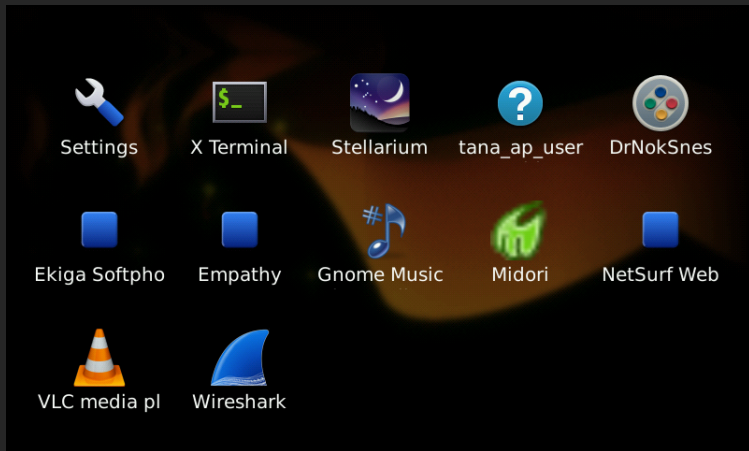 $_
Settings
X Terminal
Stellarium
?
tana_ap_user
DrNokSnes
Ekiga Softpho
Empathy
#
Gnome Music
Midori
NetSurf Web
VLC media pl
Wireshark